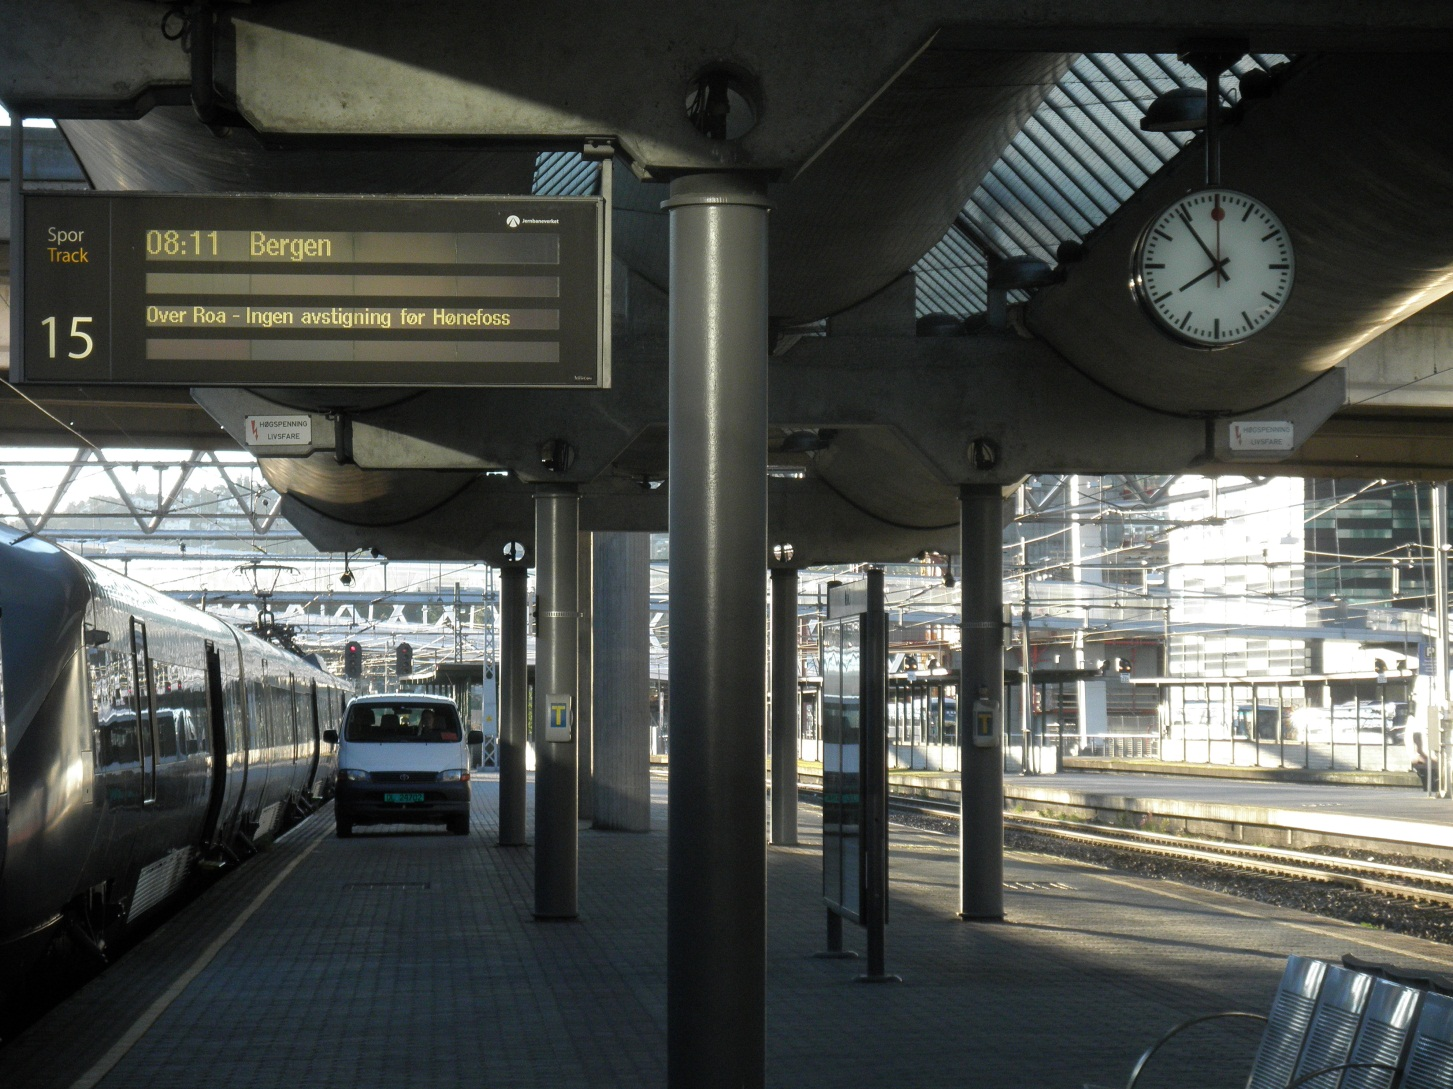 Jernbaneverket
Spor
Track
15
08:11 Bergen
Over Roa - Ingen avstigning før Hønefoss
HØGSPENNING
LIVSFARE
HØGSPENNING
LIVSFARE
T
T